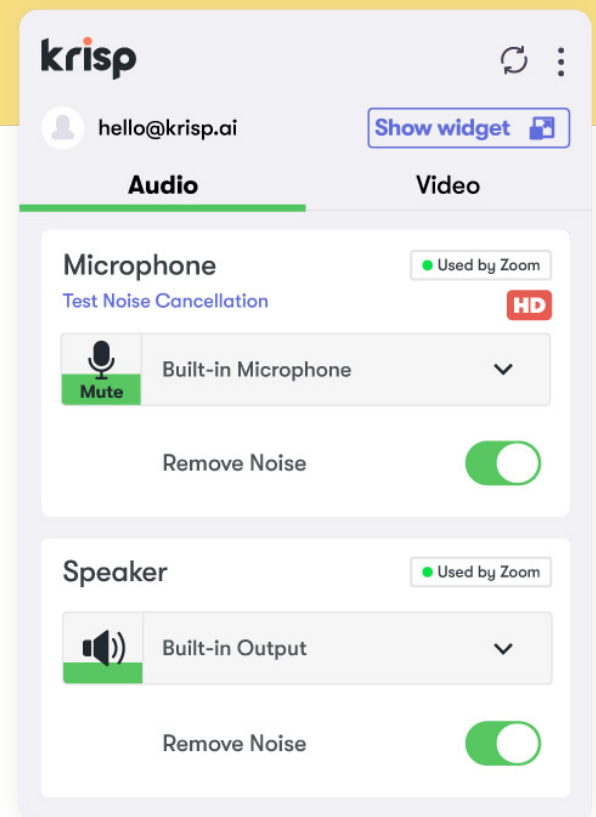 krisp
hello@krisp.ai
Show widget
Audio Video
Microphone
Used by Zoom
Test Noise Cancellation
HD
Mute
Built-in Microphone
Remove Noise
Speaker
Used by Zoom
Built-in Output
Remove Noise